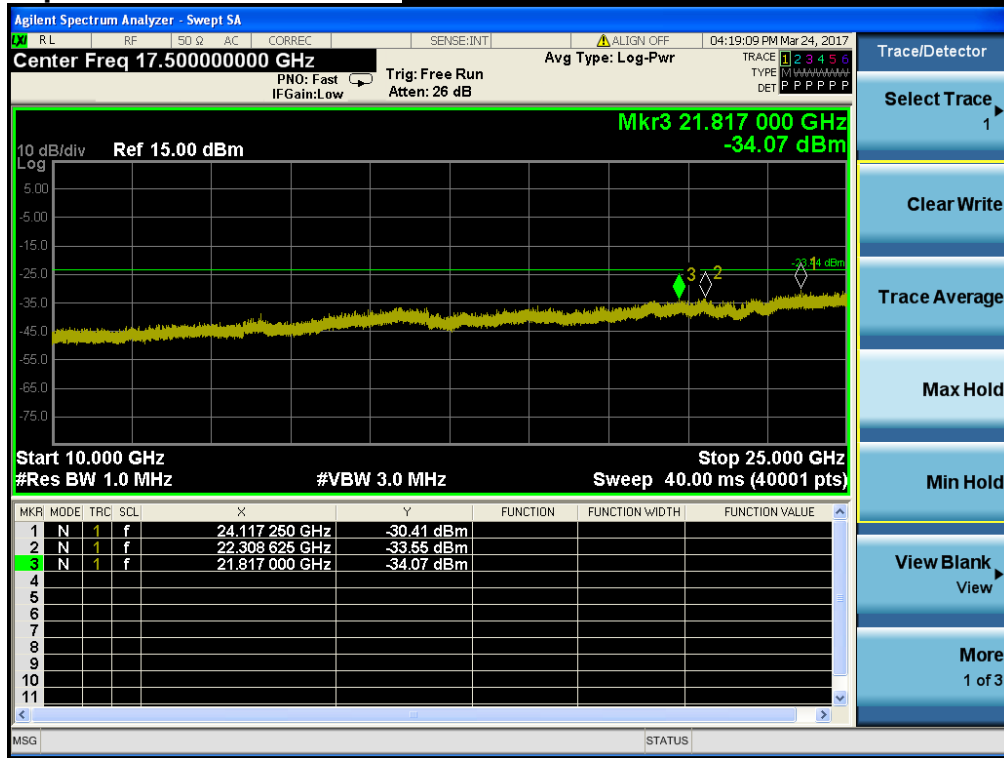 Agilent Spectrum Analyzer - Swept SA
LXI RL RF 50 Ω AC CORREC SENSE:INT ALIGN OFF 04:19:09 PM Mar 24, 2017
Center Freq 17.500000000 GHz
PNO: Fast
IFGain:Low
Trig: Free Run
Atten: 26 dB
Avg Type: Log-Pwr
TRACE 1 2 3 4 5 6
TYPE M
DET P P P P P P
Mkr3 21.817 000 GHz
-34.07 dBm
10 dB/div Ref 15.00 dBm
Log
5.00
-5.00
-15.0
-25.0
-35.0
-45.0
-55.0
-65.0
-75.0
3
2
1
dBm
Start 10.000 GHz Stop 25.000 GHz
#Res BW 1.0 MHz #VBW 3.0 MHz Sweep 40.00 ms (40001 pts)
MKR MODE TRC SCL X Y FUNCTION FUNCTION WIDTH FUNCTION VALUE
1 N 1 f 24.117 250 GHz -30.41 dBm
2 N 1 f 22.308 625 GHz -33.55 dBm
3 N 1 f 21.817 000 GHz -34.07 dBm
4
5
6
7
8
9
10
11
MSG STATUS
Trace/Detector
Select Trace
1
Clear Write
Trace Average
Max Hold
Min Hold
View Blank
View
More
1 of 3